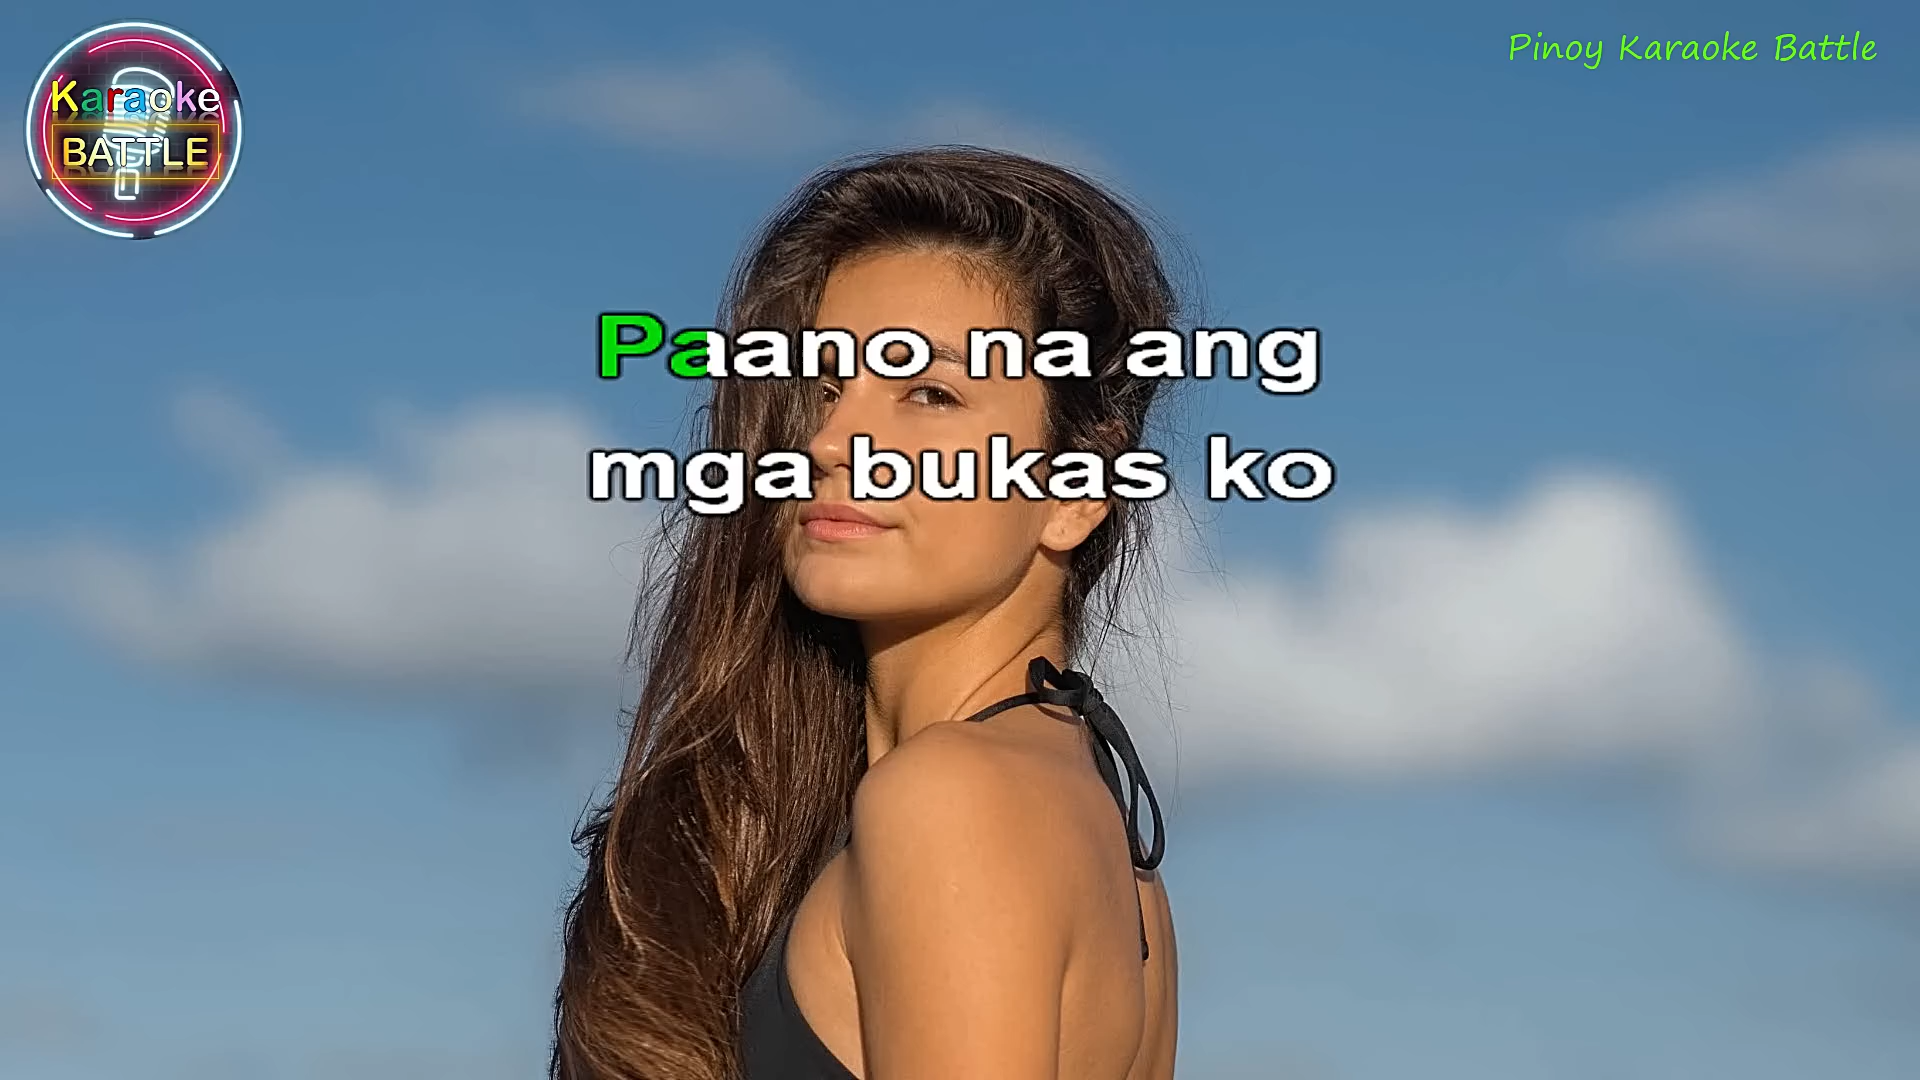 Karaoke
BATTLE
Pinoy Karaoke Battle
Paano na ang
mga bukas ko